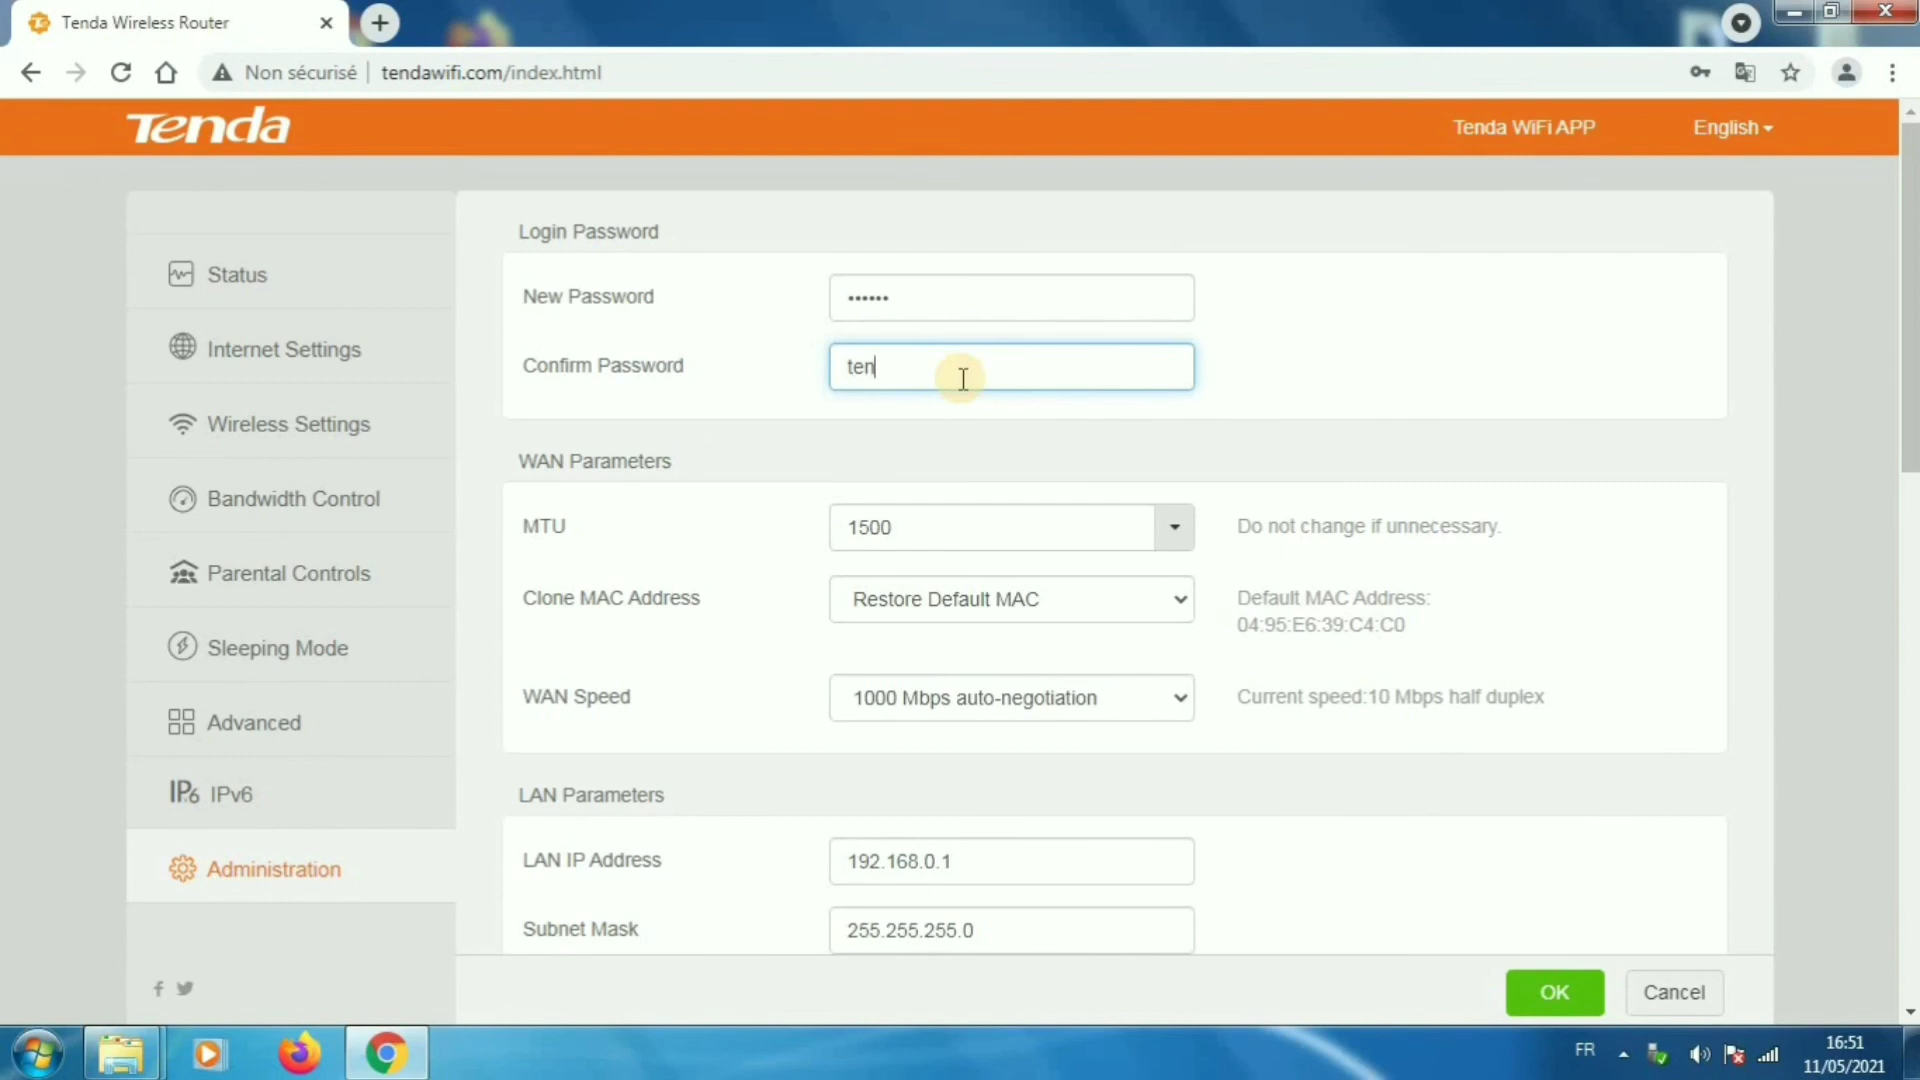 Tenda Wireless Router
Non sécurisé | tendawifi.com/index.html
Tenda
Tenda WiFi APP
English
Login Password
Status
New Password
••••••
Internet Settings
Confirm Password
ten
Wireless Settings
WAN Parameters
Bandwidth Control
MTU
1500
Do not change if unnecessary.
Parental Controls
Clone MAC Address
Restore Default MAC
Default MAC Address:
04:95:E6:39:C4:C0
Sleeping Mode
WAN Speed
1000 Mbps auto-negotiation
Current speed:10 Mbps half duplex
Advanced
IPv6
LAN Parameters
Administration
LAN IP Address
192.168.0.1
Subnet Mask
255.255.255.0
OK
Cancel
FR
16:51
11/05/2021